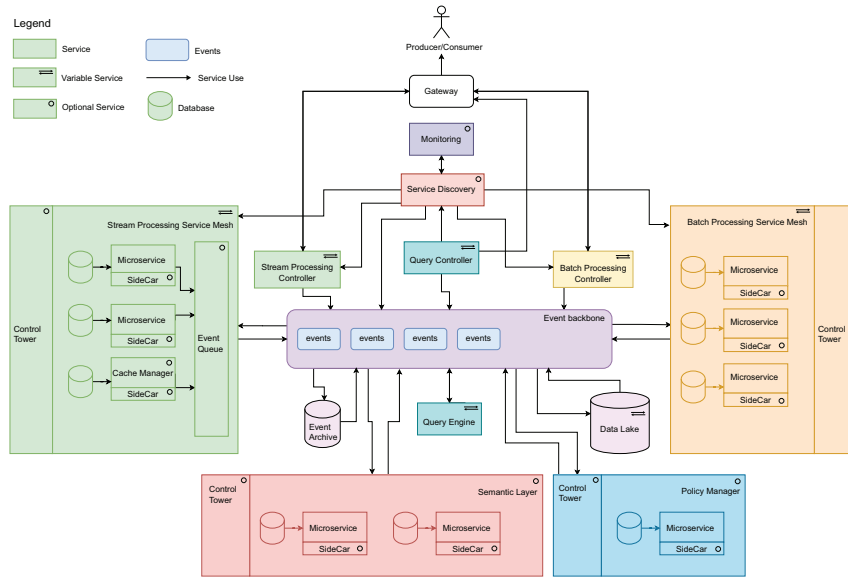 Legend
Service
Events
Variable Service
Service Use
Optional Service
Database
Producer/Consumer
Gateway
Monitoring
Service Discovery
Stream Processing Service Mesh
Control
Tower
Microservice
SideCar
Microservice
SideCar
Cache Manager
SideCar
Event
Queue
Stream Processing
Controller
Query Controller
Batch Processing
Controller
Batch Processing Service Mesh
Microservice
SideCar
Microservice
SideCar
Microservice
SideCar
Control
Tower
Event backbone
events
events
events
events
Event
Archive
Query Engine
Data Lake
Control
Tower
Semantic Layer
Microservice
SideCar
Microservice
SideCar
Control
Tower
Policy Manager
Microservice
SideCar